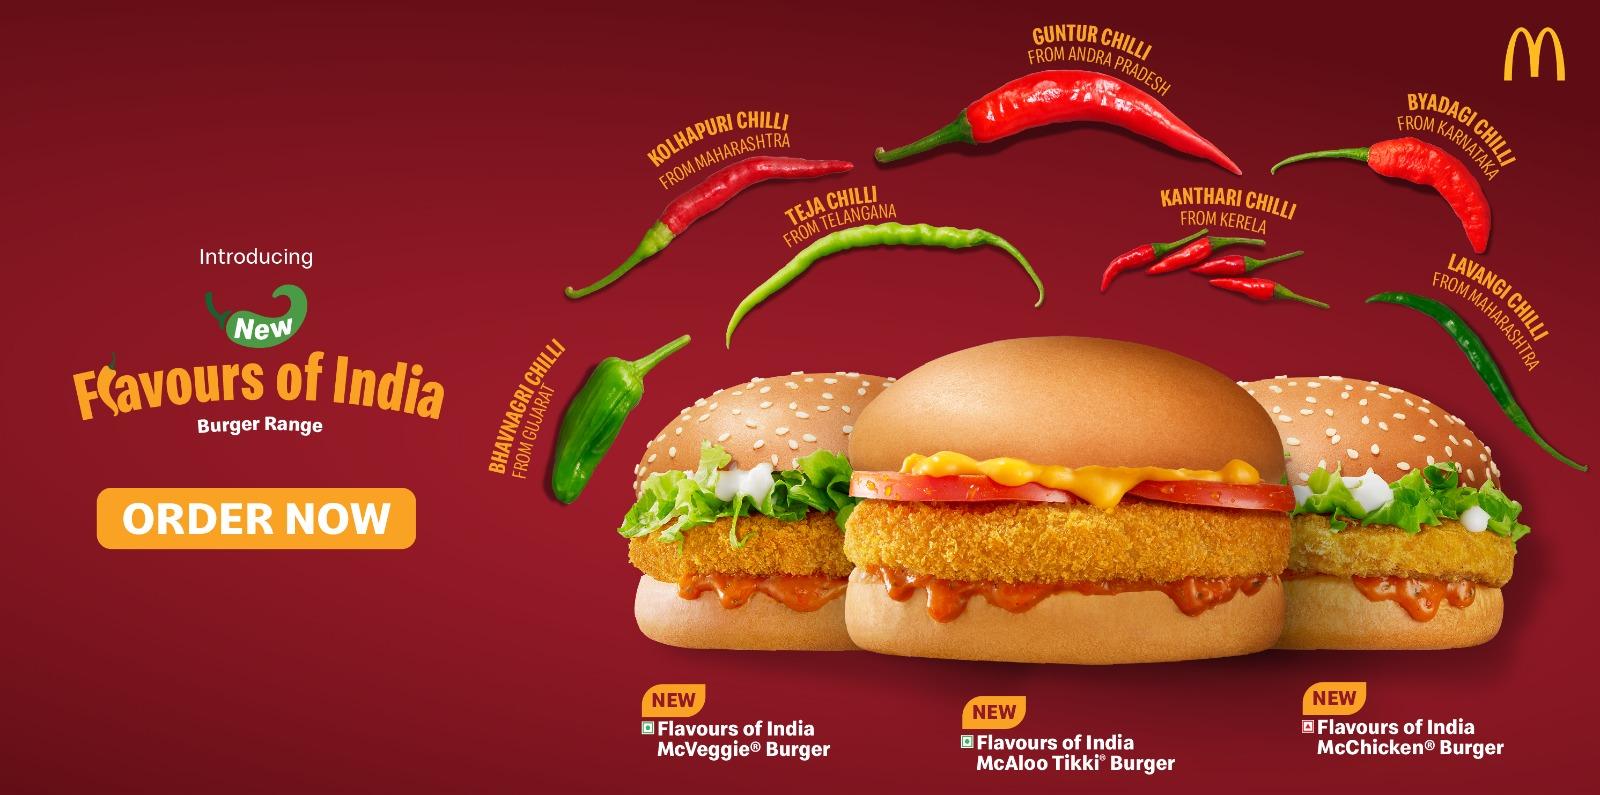 Introducing
New
Flavours of India
Burger Range
ORDER NOW
BHAVNAGRI CHILLI
FROM GUJARAT
KOLHAPURI CHILLI
FROM MAHARASHTRA
TEJA CHILLI
FROM TELANGANA
GUNTUR CHILLI
FROM ANDRA PRADESH
KANTHARI CHILLI
FROM KERELA
BYADAGI CHILLI
FROM KARNATAKA
LAVANGI CHILLI
FROM MAHARASHTRA
NEW
Flavours of India
McVeggie® Burger
NEW
Flavours of India
McAloo Tikki® Burger
NEW
Flavours of India
McChicken® Burger